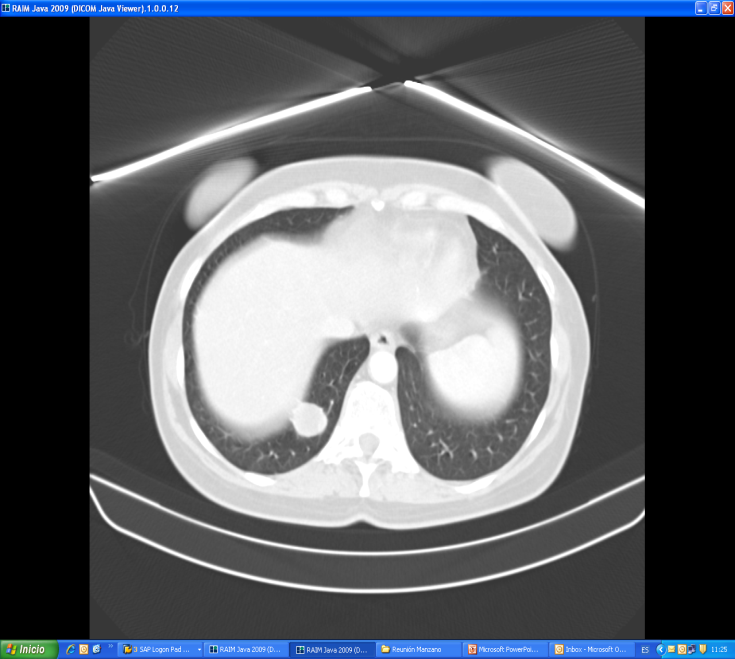 RAIM Java 2009 (DICOM Java Viewer).1.0.0.12
Inicio
3 SAP Logon Pad ...
RAIM Java 2009 (D...
RAIM Java 2009 (D...
Reunión Manzano
Microsoft PowerPoi...
Inbox - Microsoft O...
ES
11:25